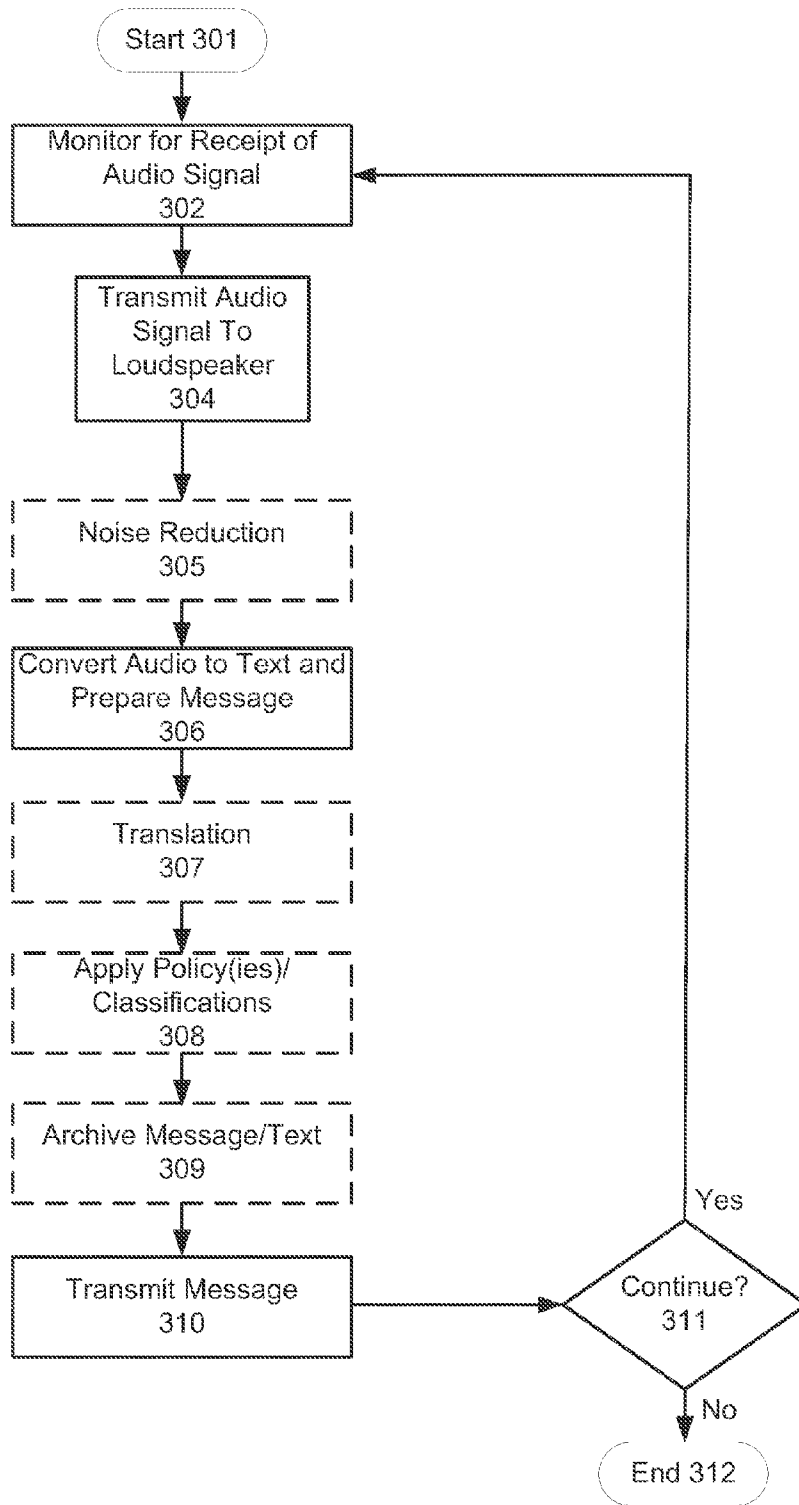 Start 301
Monitor for Receipt of
Audio Signal
302
Transmit Audio
Signal To
Loudspeaker
304
Noise Reduction
305
Convert Audio to Text and
Prepare Message
306
Translation
307
Apply Policy(ies)/
Classifications
308
Archive Message/Text
309
Transmit Message
310
Yes
Continue?
311
No
End 312